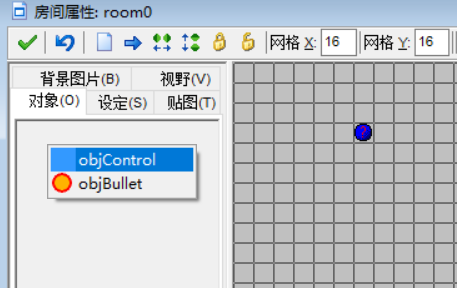 房间属性: room0
网格 X: 16 网格 Y: 16
背景图片(B) 视野(V)
对象(O) 设定(S) 贴图(T)
objControl
objBullet
?